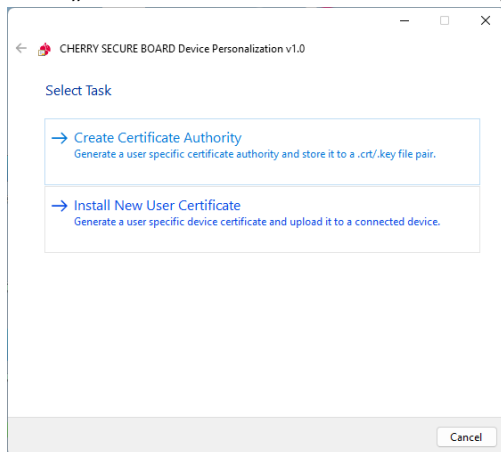 CHERRY SECURE BOARD Device Personalization v1.0
Select Task
Create Certificate Authority
Generate a user specific certificate authority and store it to a .crt/.key file pair.
Install New User Certificate
Generate a user specific device certificate and upload it to a connected device.
Cancel